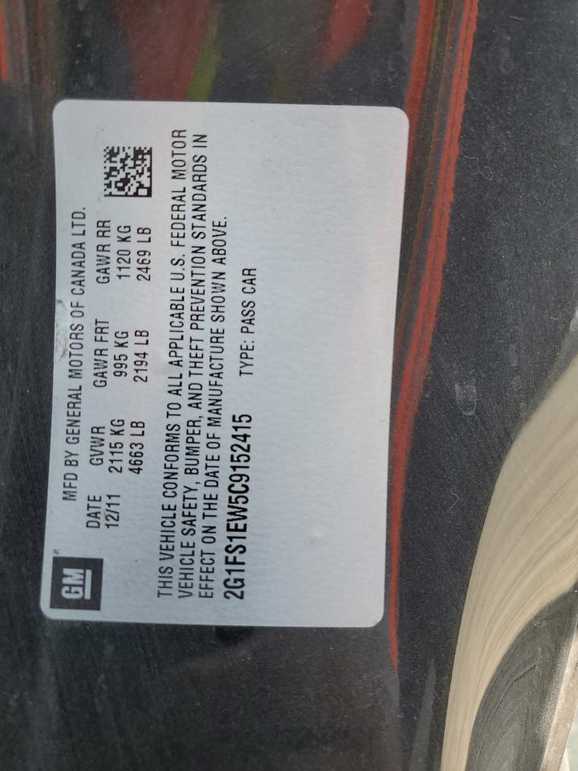 GM
MFD BY GENERAL MOTORS OF CANADA LTD.
DATE GVWR GAWR FRT GAWR RR
12/11 2115 KG 995 KG 1120 KG
4663 LB 2194 LB 2469 LB
THIS VEHICLE CONFORMS TO ALL APPLICABLE U.S. FEDERAL MOTOR
VEHICLE SAFETY, BUMPER, AND THEFT PREVENTION STANDARDS IN
EFFECT ON THE DATE OF MANUFACTURE SHOWN ABOVE.
2G1FS1EW5C9152415 TYPE: PASS CAR